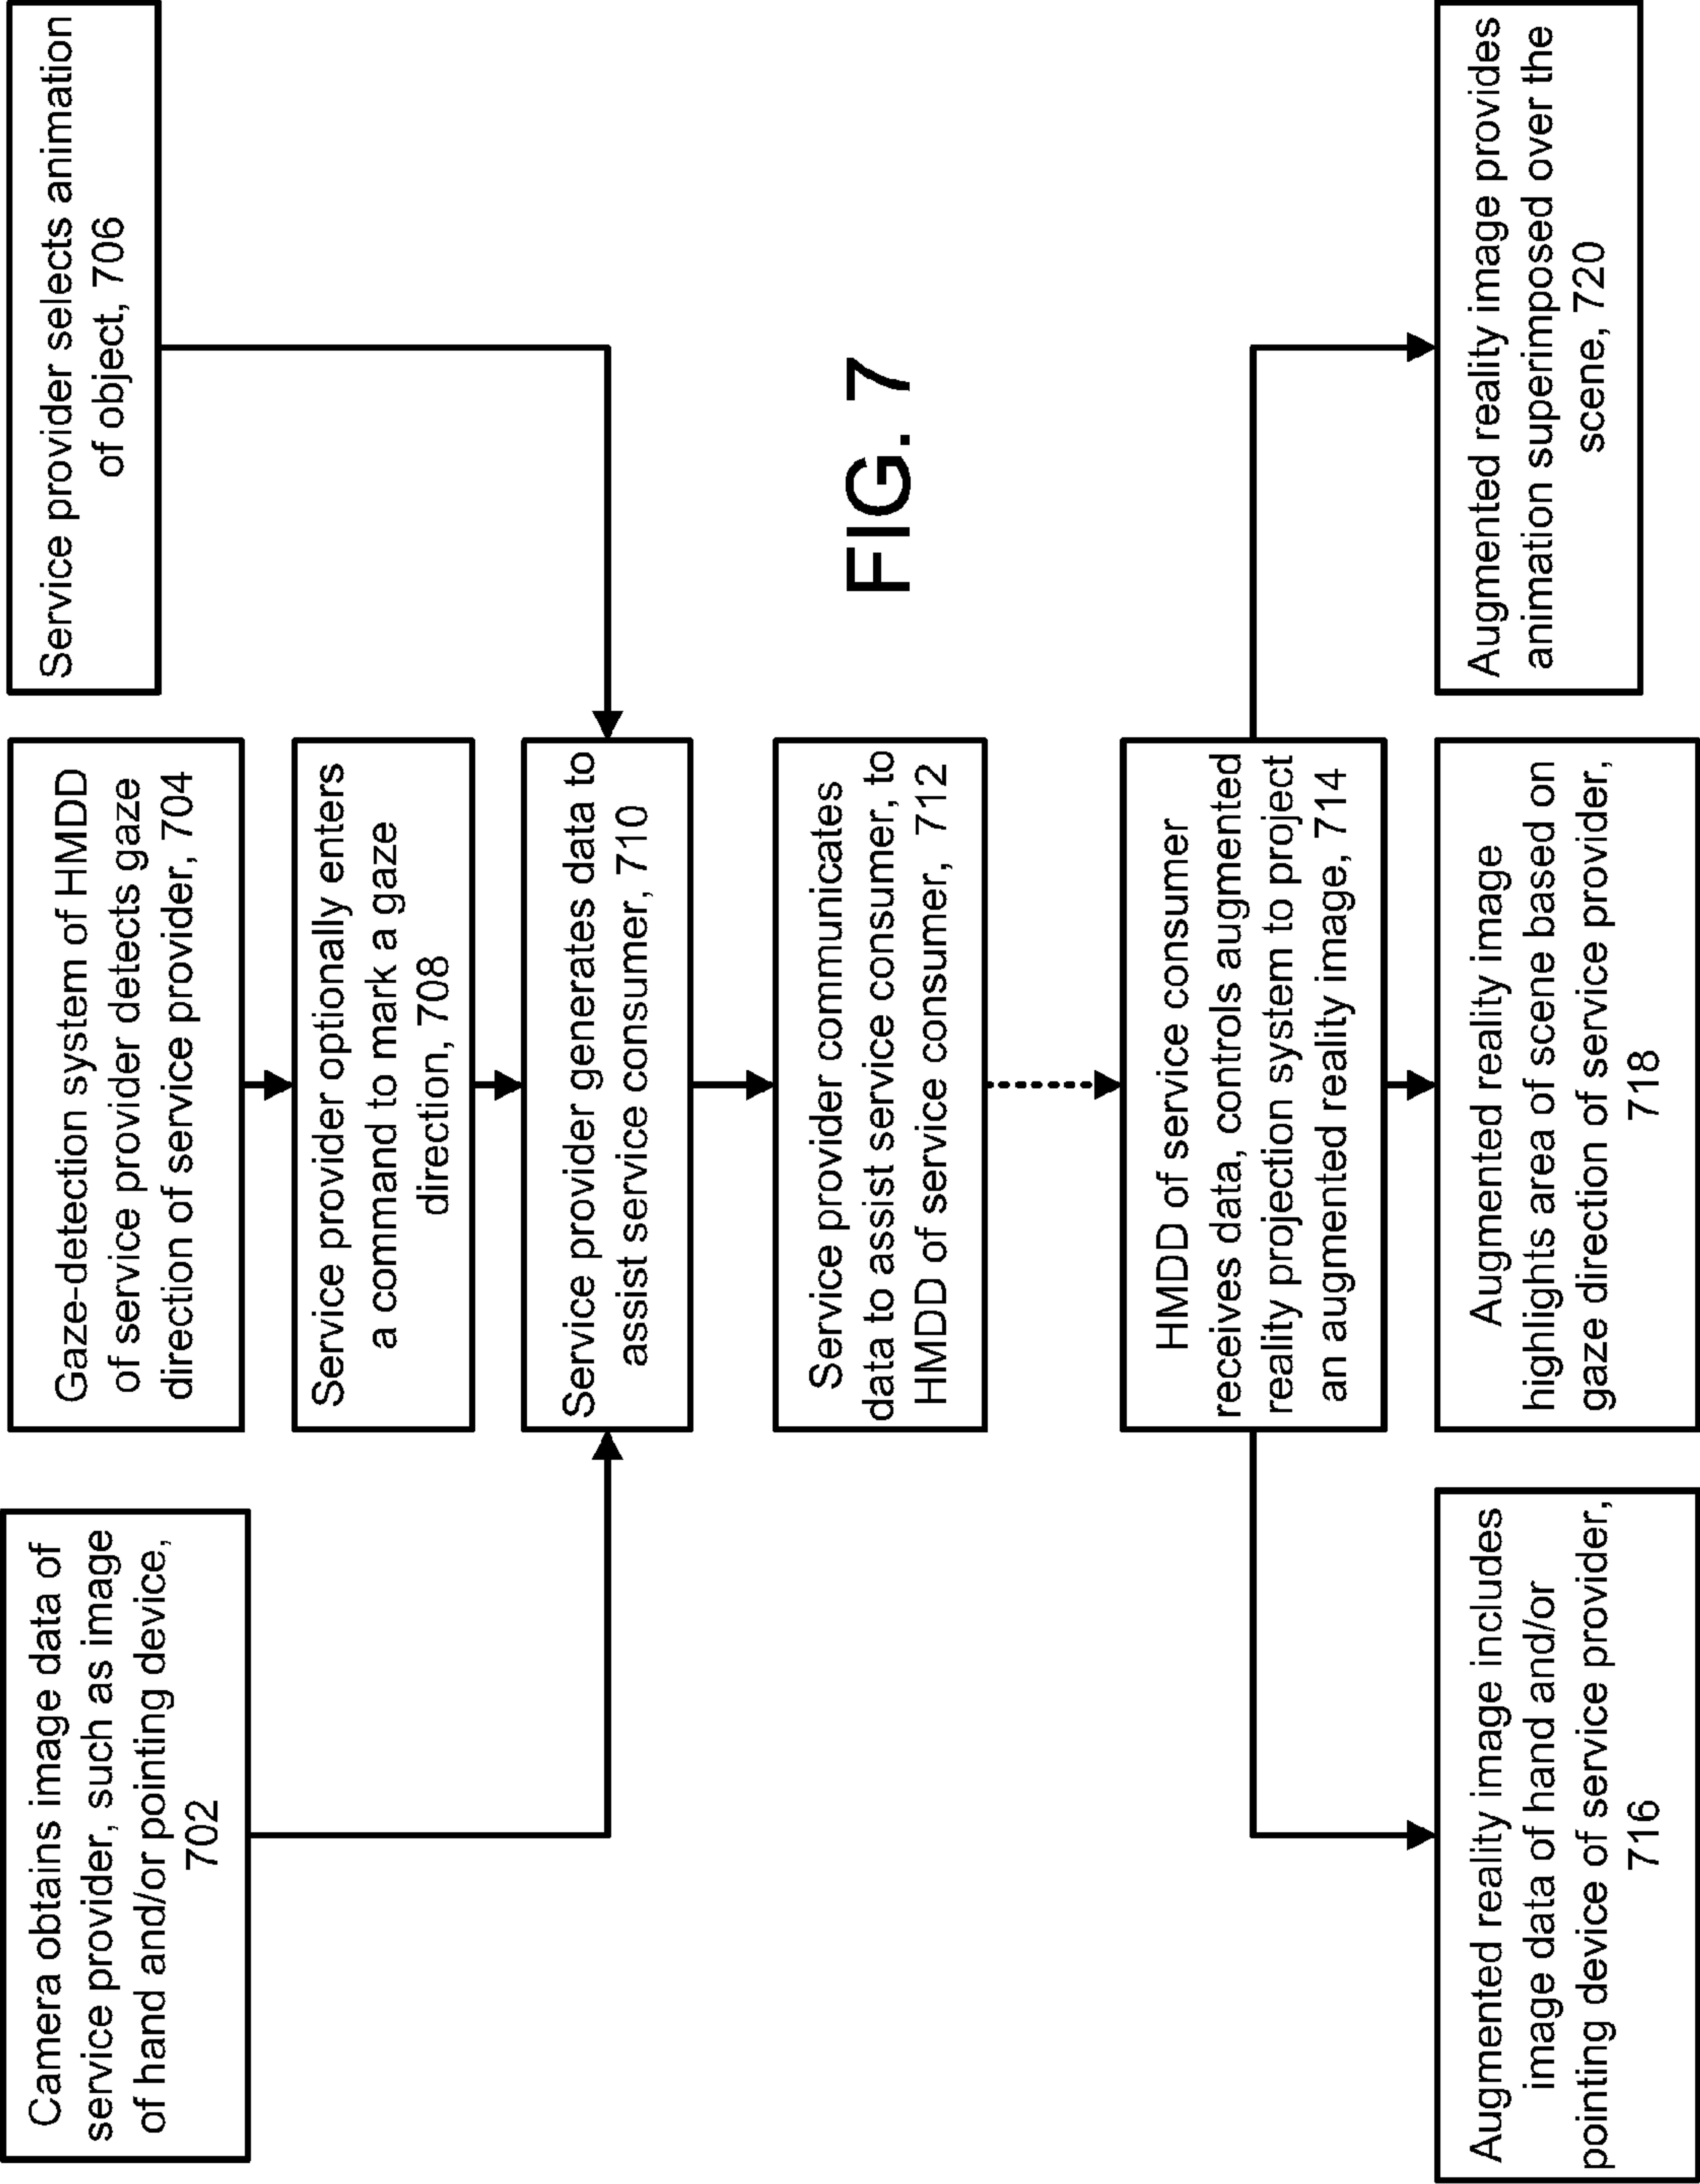 Camera obtains image data of
service provider, such as image
of hand and/or pointing device,
702
Gaze-detection system of HMDD
of service provider detects gaze
direction of service provider, 704
Service provider selects animation
of object, 706
Service provider optionally enters
a command to mark a gaze
direction, 708
Service provider generates data to
assist service consumer, 710
Service provider communicates
data to assist service consumer, to
HMDD of service consumer, 712
FIG. 7
HMDD of service consumer
receives data, controls augmented
reality projection system to project
an augmented reality image, 714
Augmented reality image includes
image data of hand and/or
pointing device of service provider,
716
Augmented reality image
highlights area of scene based on
gaze direction of service provider,
718
Augmented reality image provides
animation superimposed over the
scene, 720